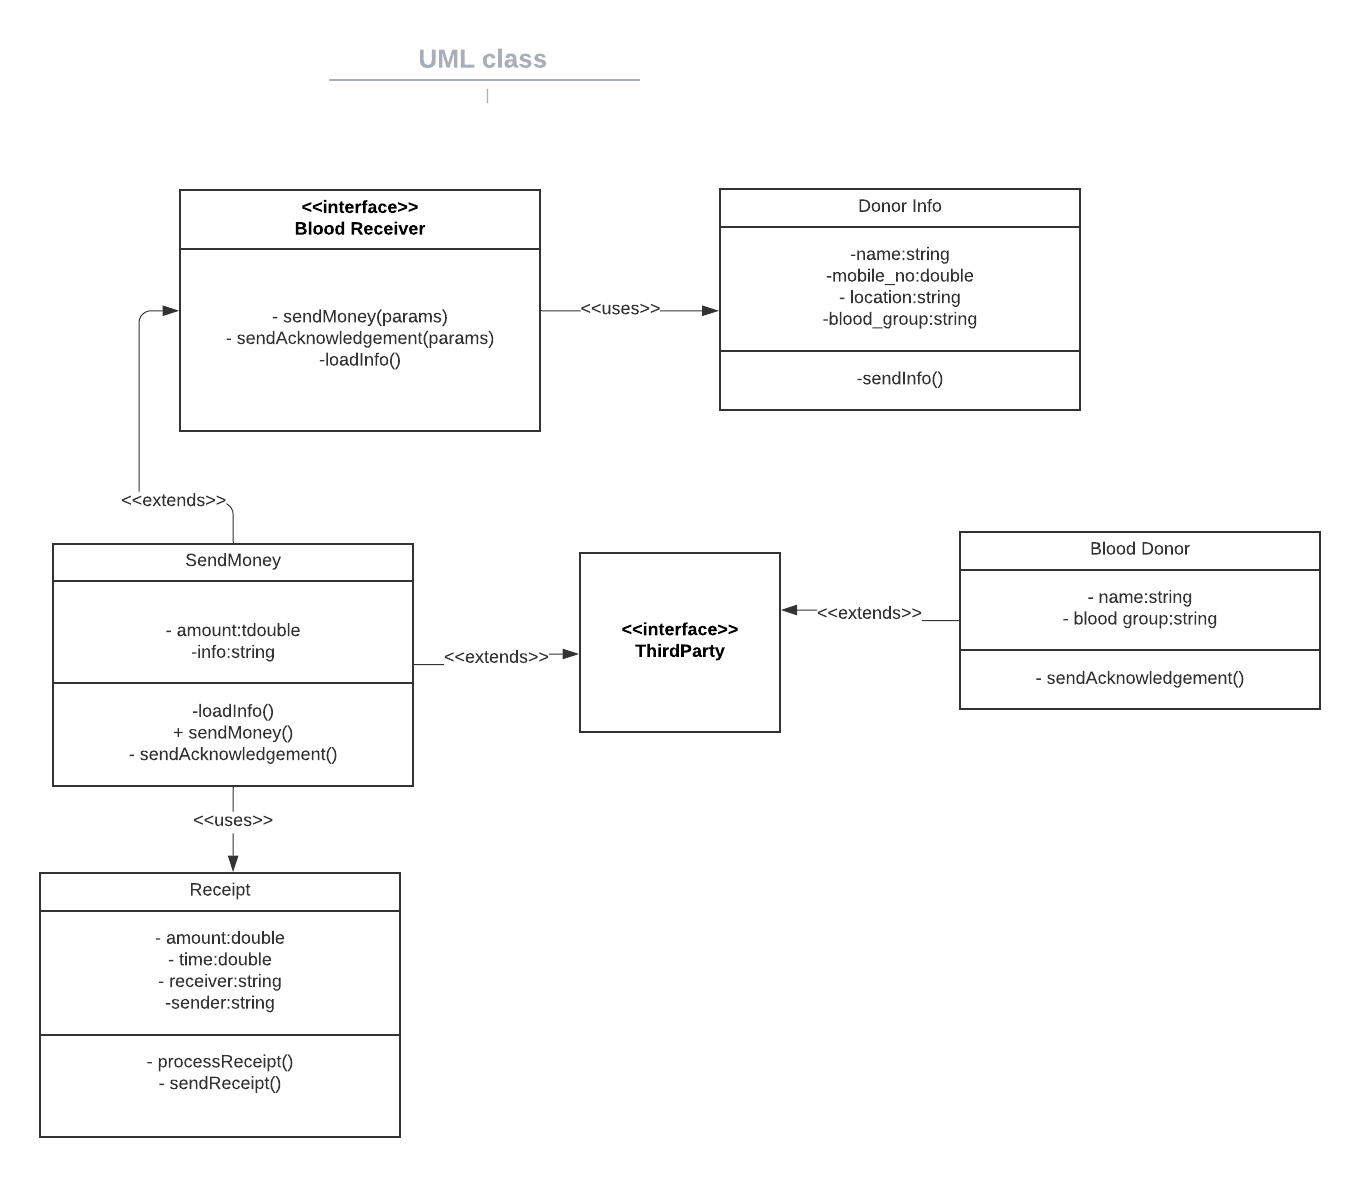 UML class
<<interface>>
Blood Receiver
- sendMoney(params)
- sendAcknowledgement(params)
-loadInfo()
<<uses>>
Donor Info
-name:string
-mobile_no:double
- location:string
-blood_group:string
-sendInfo()
<<extends>>
SendMoney
- amount:tdouble
-info:string
-loadInfo()
+ sendMoney()
- sendAcknowledgement()
<<extends>>
<<interface>>
ThirdParty
<<extends>>
Blood Donor
- name:string
- blood group:string
- sendAcknowledgement()
<<uses>>
Receipt
- amount:double
- time:double
- receiver:string
-sender:string
- processReceipt()
- sendReceipt()